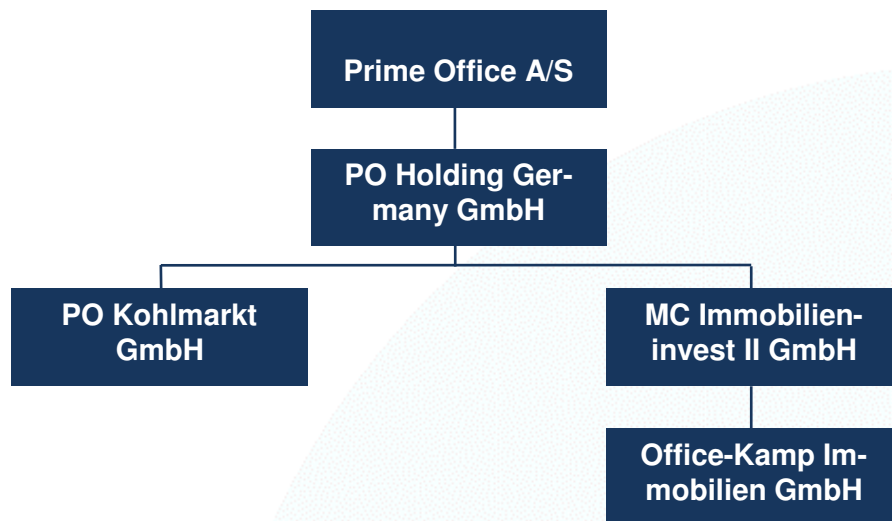 Prime Office A/S
PO Holding Ger-
many GmbH
PO Kohlmarkt
GmbH
MC Immobilien-
invest II GmbH
Office-Kamp Im-
mobilien GmbH